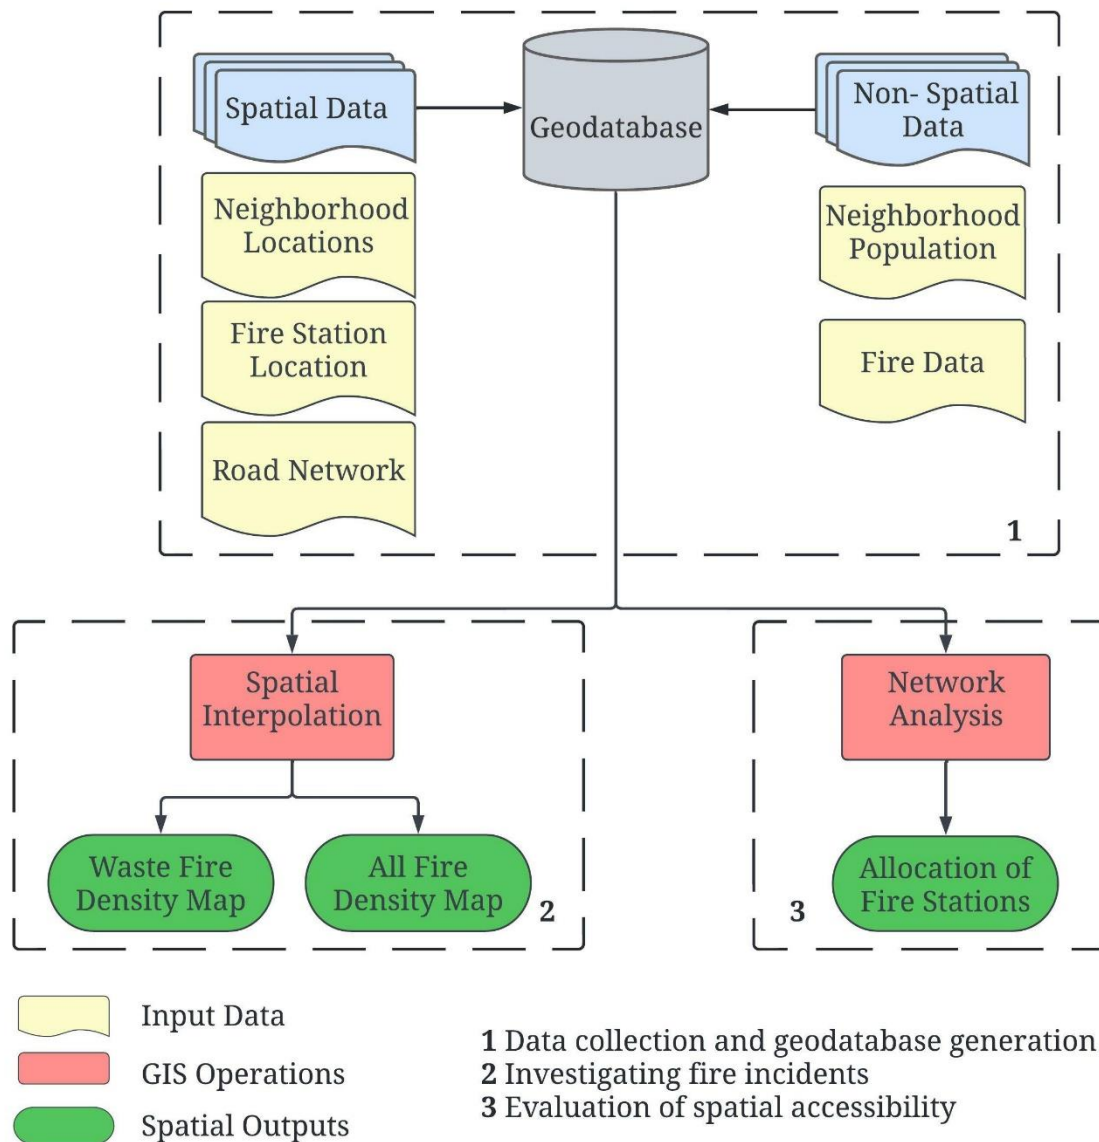 Spatial Data
Geodatabase
Non- Spatial
Data
Neighborhood
Locations
Neighborhood
Population
Fire Station
Location
Fire Data
Road Network
1
Spatial
Interpolation
Network
Analysis
Waste Fire
Density Map
All Fire
Density Map
2
3
Allocation of
Fire Stations
Input Data
GIS Operations
Spatial Outputs
1 Data collection and geodatabase generation
2 Investigating fire incidents
3 Evaluation of spatial accessibility